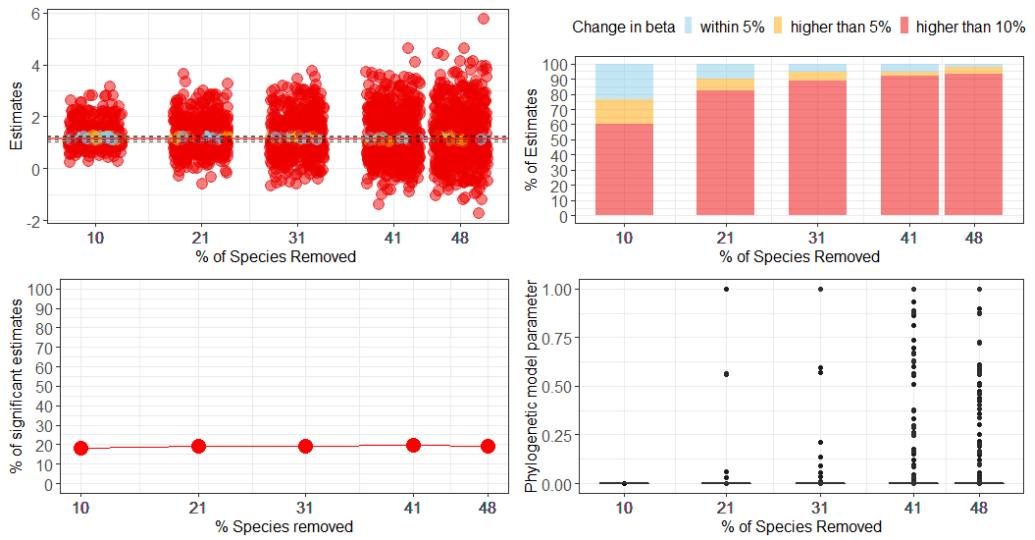 Estimates
6
4
2
0
-2
10 21 31 41 48
% of Species Removed
Change in beta within 5% higher than 5% higher than 10%
% of Estimates
100
90
80
70
60
50
40
30
20
10
0
10 21 31 41 48
% of Species Removed
% of significant estimates
100
90
80
70
60
50
40
30
20
10
0
10 21 31 41 48
% Species removed
Phylogenetic model parameter
1.00
0.75
0.50
0.25
0.00
10 21 31 41 48
% of Species Removed